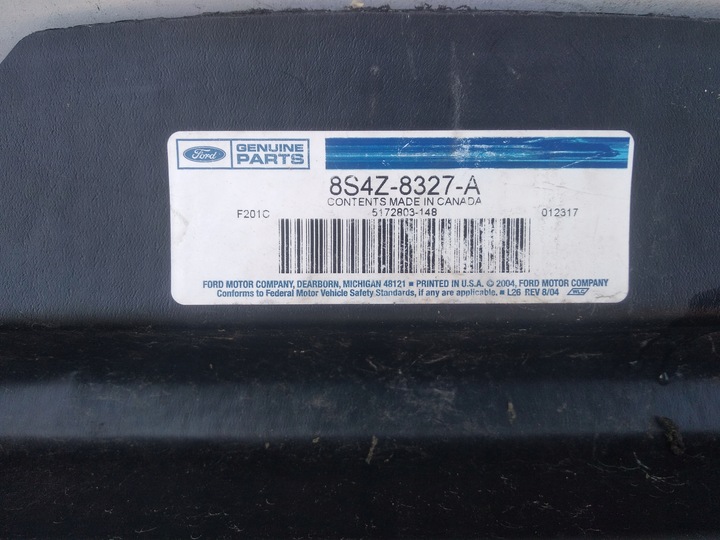 Ford GENUINE PARTS
8S4Z-8327-A
CONTENTS MADE IN CANADA
F201C 5172803-148 012317
FORD MOTOR COMPANY, DEARBORN, MICHIGAN 48121 ■ PRINTED IN U.S.A. © 2004, FORD MOTOR COMPANY
Conforms to Federal Motor Vehicle Safety Standards, if any are applicable. ■ L26 REV 8/04